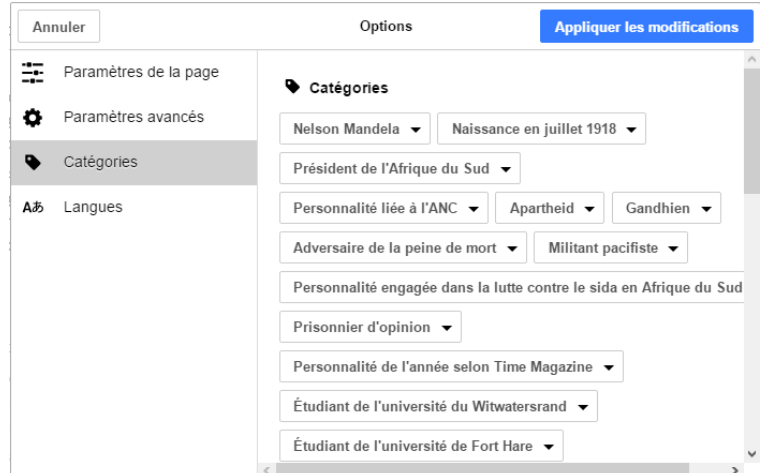 Annuler Options Appliquer les modifications
Paramètres de la page
Paramètres avancés
Catégories
Aあ Langues
Catégories
Nelson Mandela Naissance en juillet 1918
Président de l'Afrique du Sud
Personnalité liée à l'ANC Apartheid Gandhien
Adversaire de la peine de mort Militant pacifiste
Personnalité engagée dans la lutte contre le sida en Afrique du Sud
Prisonnier d'opinion
Personnalité de l'année selon Time Magazine
Étudiant de l'université du Witwatersrand
Étudiant de l'université de Fort Hare